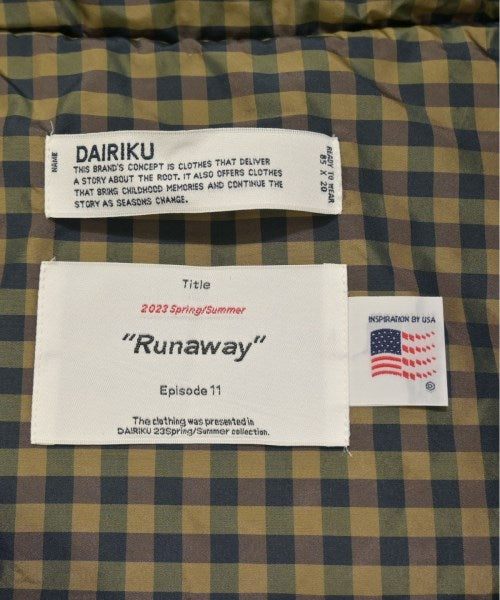 NAME
DAIRIKU
THIS BRAND'S CONCEPT IS CLOTHES THAT DELIVER
A STORY ABOUT THE ROOT. IT ALSO OFFERS CLOTHES
THAT BRING CHILDHOOD MEMORIES AND CONTINUE THE
STORY AS SEASONS CHANGE.
READY TO WEAR
85 X 20
Title
2023 Spring/Summer
"Runaway"
Episode 11
The clothing was presented in
DAIRIKU 23Spring/Summer collection.
INSPIRATION BY USA